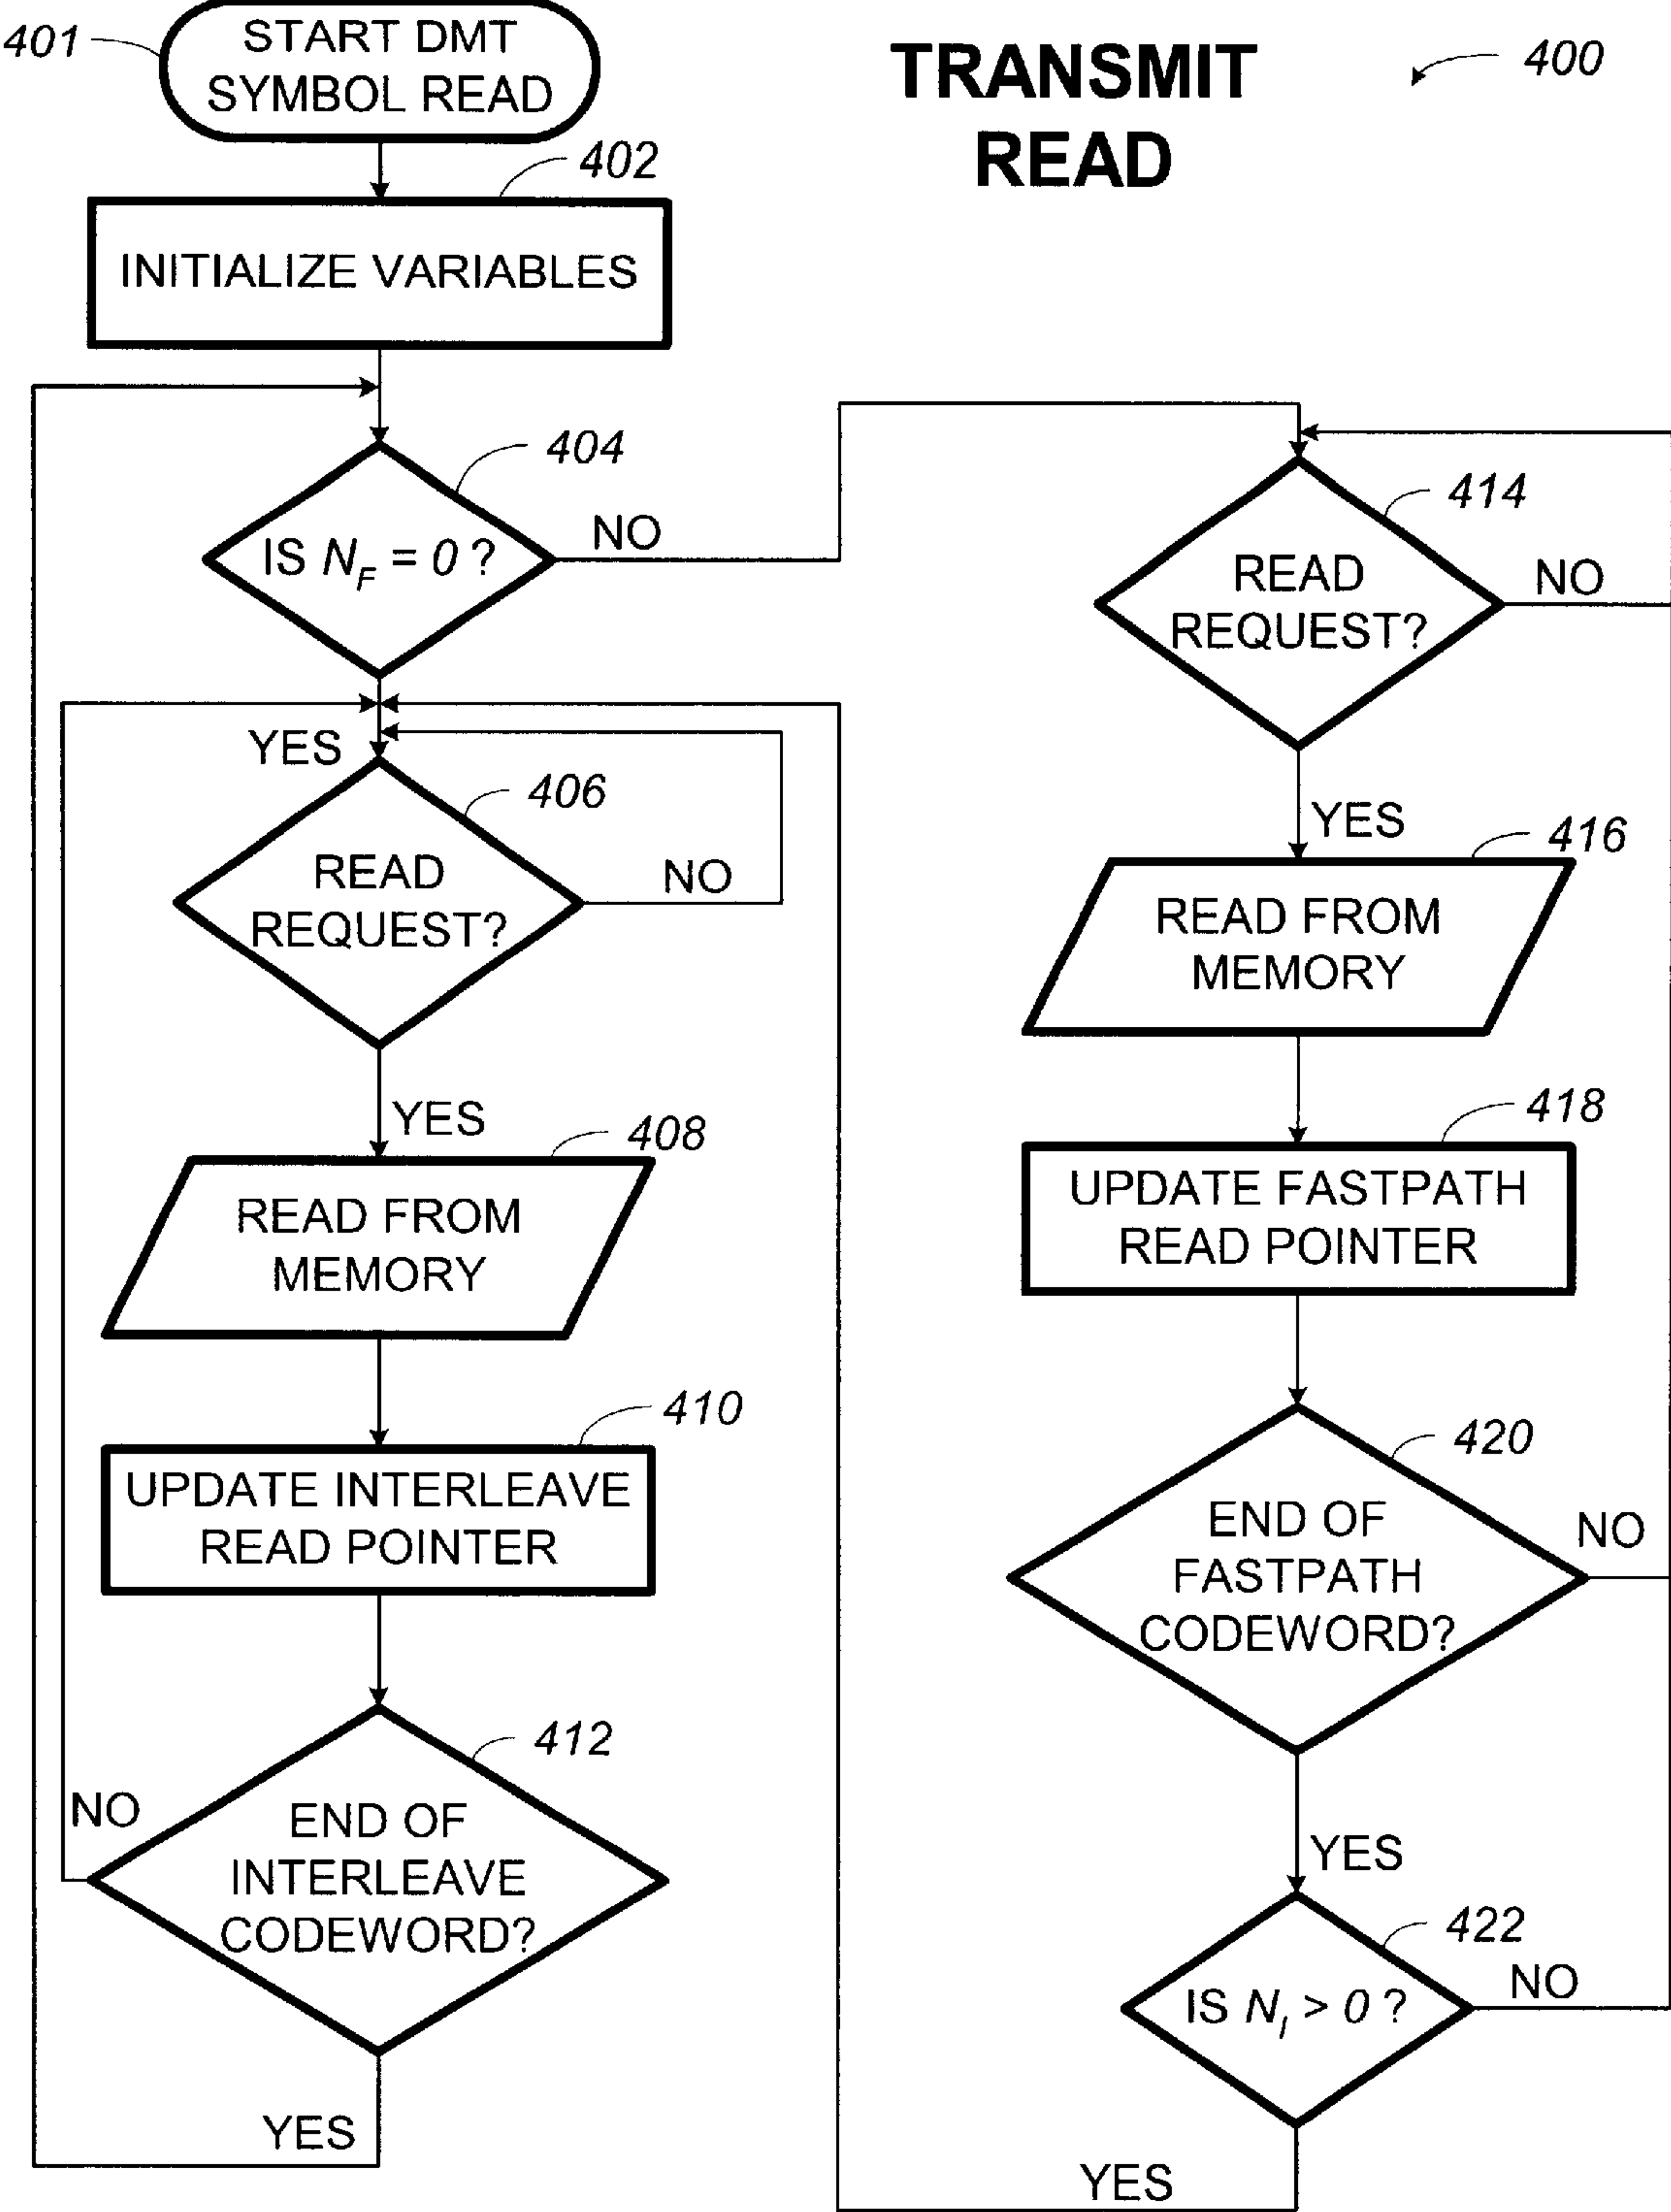 401
START DMT
SYMBOL READ
TRANSMIT
READ
400
402
INITIALIZE VARIABLES
404
IS N_F = 0 ?
NO
YES
406
READ
REQUEST?
NO
YES
408
READ FROM
MEMORY
410
UPDATE INTERLEAVE
READ POINTER
412
NO
END OF
INTERLEAVE
CODEWORD?
YES
414
READ
REQUEST?
NO
YES
416
READ FROM
MEMORY
418
UPDATE FASTPATH
READ POINTER
420
END OF
FASTPATH
CODEWORD?
NO
YES
422
IS N_I > 0 ?
NO
YES